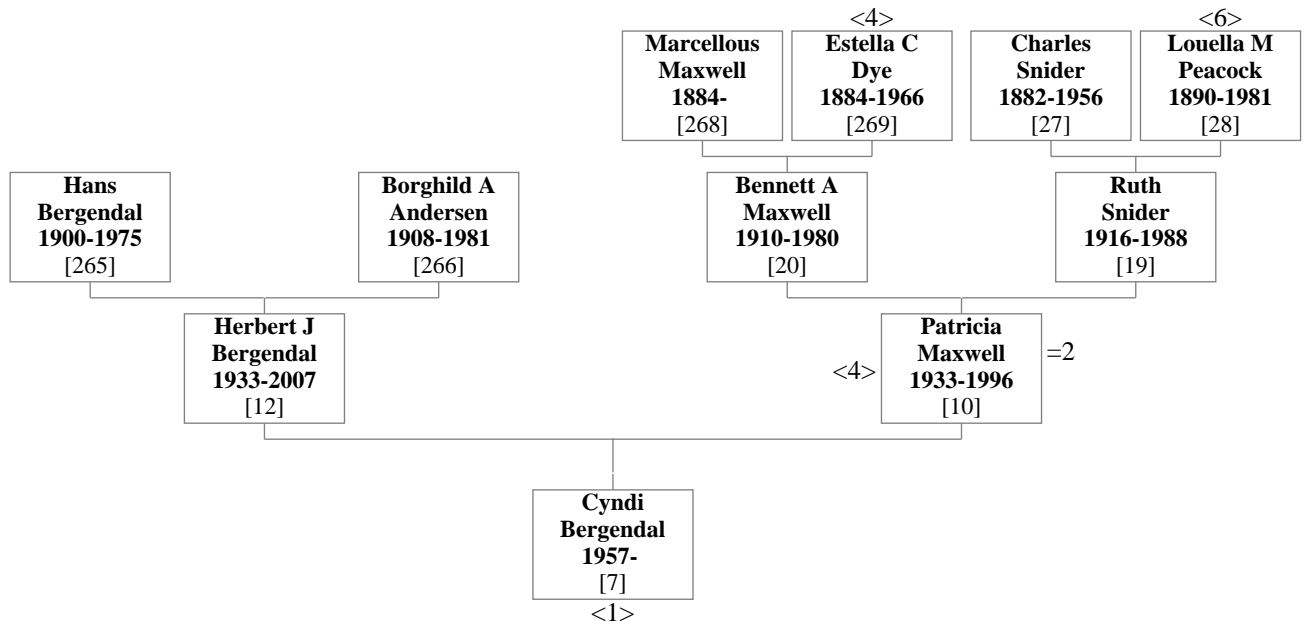 <4>
<6>
Marcellous
Maxwell
1884-
[268]
Estella C
Dye
1884-1966
[269]
Charles
Snider
1882-1956
[27]
Louella M
Peacock
1890-1981
[28]
Hans
Bergendal
1900-1975
[265]
Borghild A
Andersen
1908-1981
[266]
Bennett A
Maxwell
1910-1980
[20]
Ruth
Snider
1916-1988
[19]
Herbert J
Bergendal
1933-2007
[12]
<4>
Patricia
Maxwell
1933-1996
[10]
=2
Cyndi
Bergendal
1957-
[7]
<1>